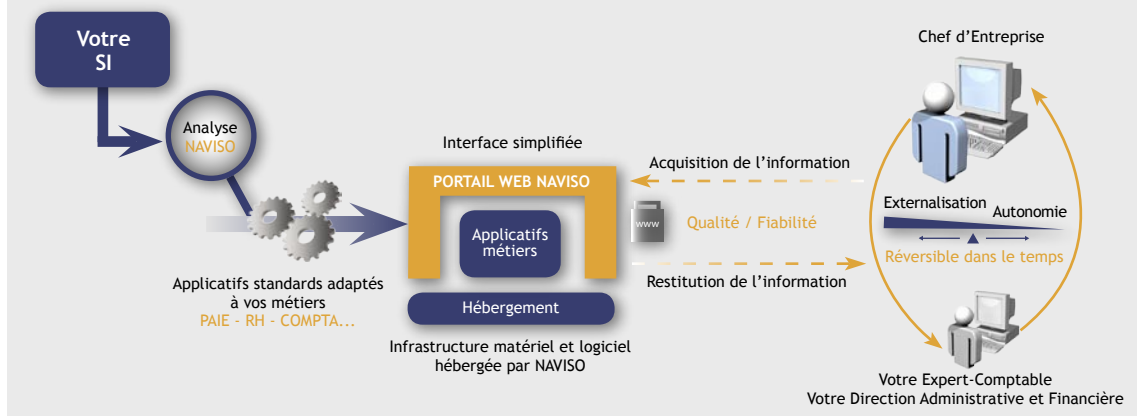 Votre
SI
Analyse
NAVISO
Applicatifs standards adaptés
à vos métiers
PAIE - RH - COMPTA...
Interface simplifiée
PORTAIL WEB NAVISO
Applicatifs
métiers
Hébergement
Infrastructure matériel et logiciel
hébergée par NAVISO
Acquisition de l’information
www
Qualité / Fiabilité
Restitution de l’information
Chef d’Entreprise
Externalisation
Autonomie
Réversible dans le temps
Votre Expert-Comptable
Votre Direction Administrative et Financière